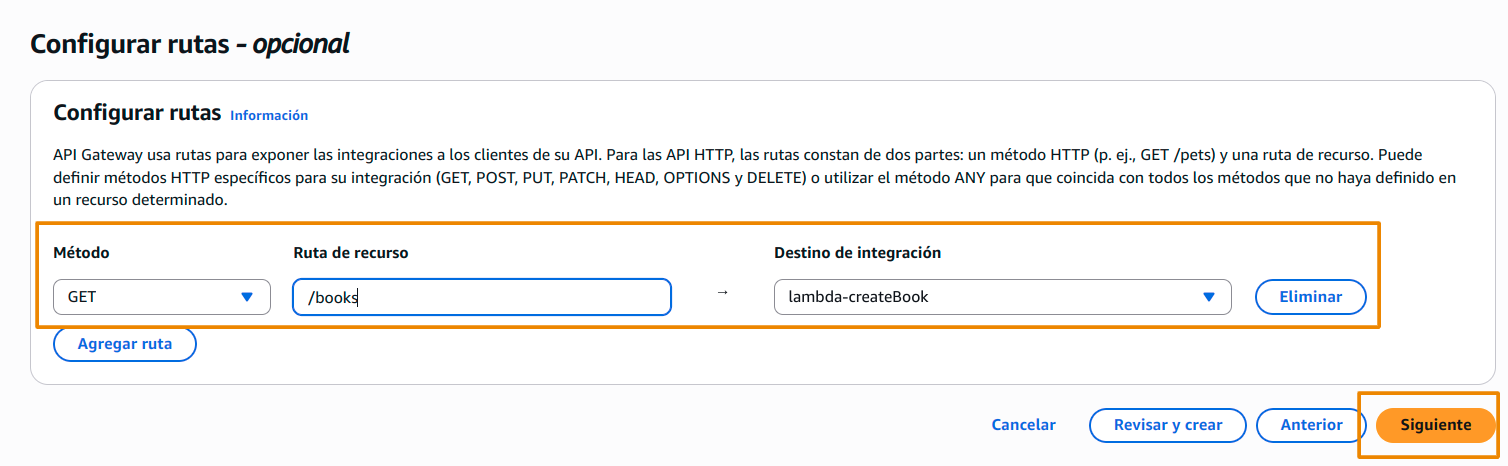 Configurar rutas - opcional
Configurar rutas Información
API Gateway usa rutas para exponer las integraciones a los clientes de su API. Para las API HTTP, las rutas constan de dos partes: un método HTTP (p. ej., GET /pets) y una ruta de recurso. Puede
definir métodos HTTP específicos para su integración (GET, POST, PUT, PATCH, HEAD, OPTIONS y DELETE) o utilizar el método ANY para que coincida con todos los métodos que no haya definido en
un recurso determinado.
Método Ruta de recurso Destino de integración
GET /books → lambda-createBook Eliminar
Agregar ruta
Cancelar Revisar y crear Anterior Siguiente